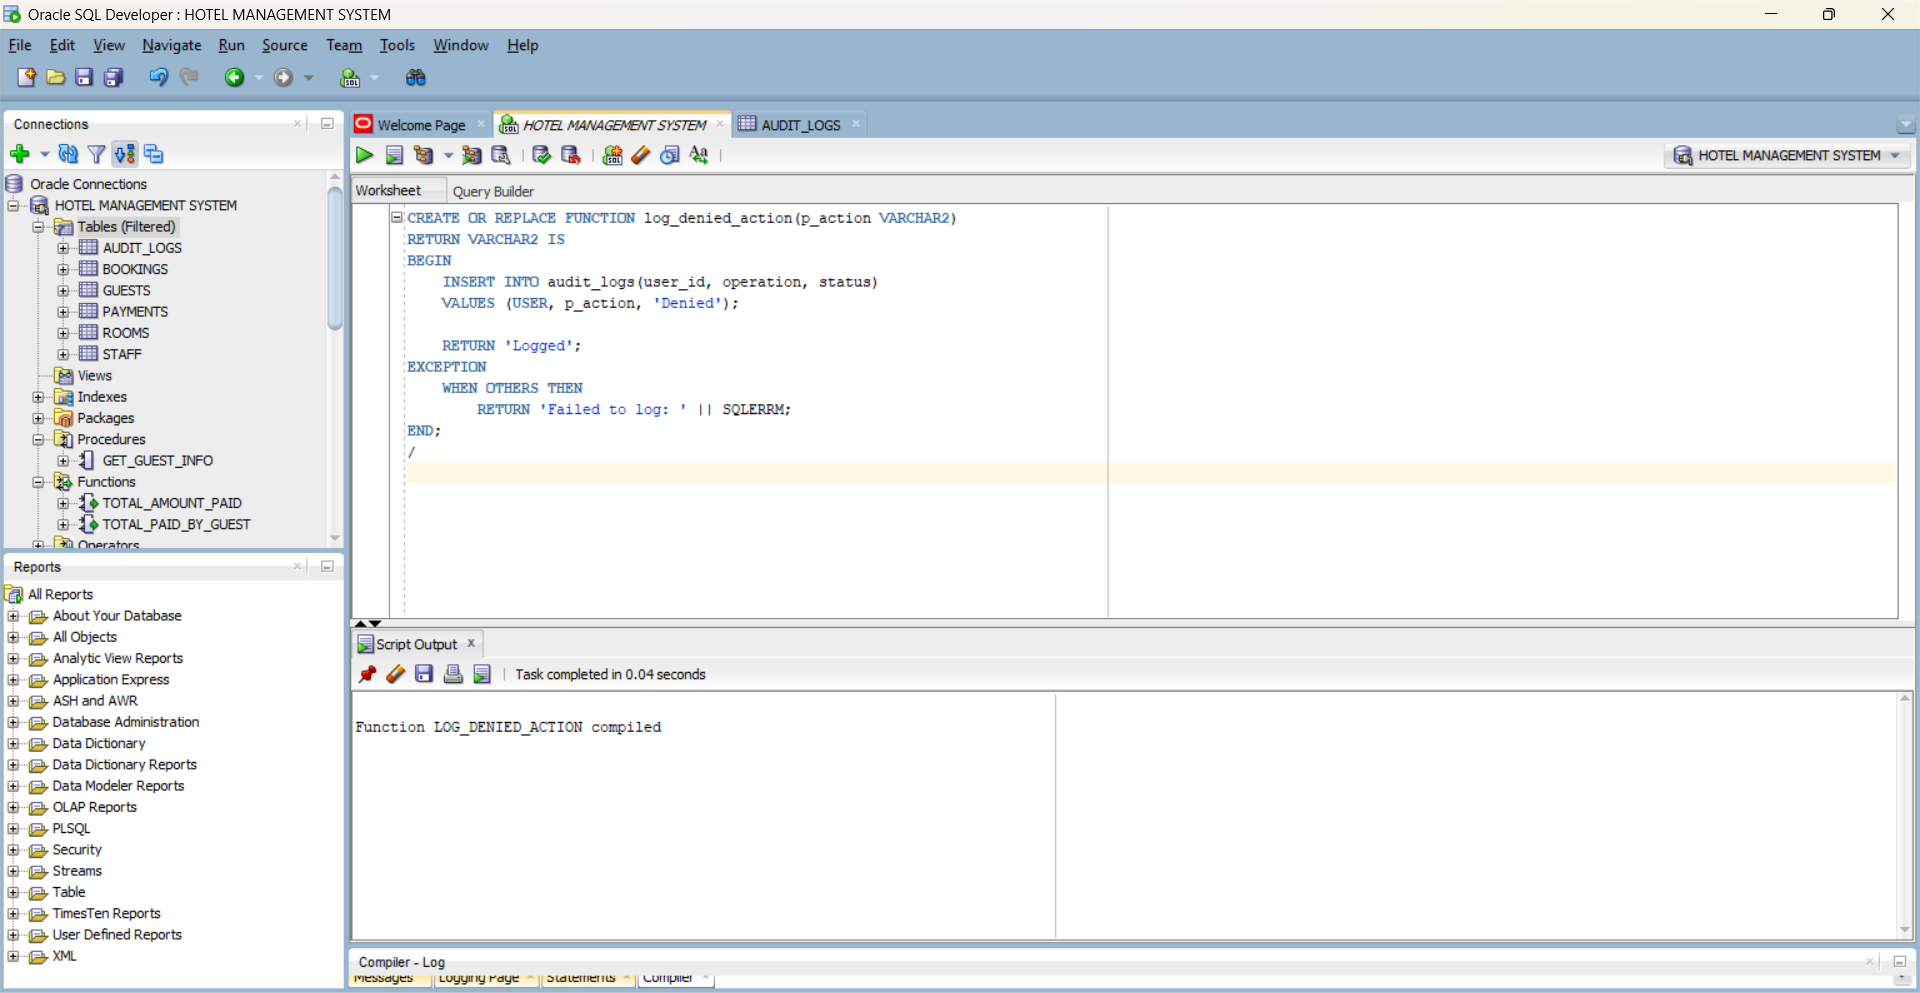 Oracle SQL Developer : HOTEL MANAGEMENT SYSTEM
File Edit View Navigate Run Source Team Tools Window Help
Connections
Oracle Connections
HOTEL MANAGEMENT SYSTEM
Tables (Filtered)
AUDIT_LOGS
BOOKINGS
GUESTS
PAYMENTS
ROOMS
STAFF
Views
Indexes
Packages
Procedures
GET_GUEST_INFO
Functions
TOTAL_AMOUNT_PAID
TOTAL_PAID_BY_GUEST
Operators
Reports
All Reports
About Your Database
All Objects
Analytic View Reports
Application Express
ASH and AWR
Database Administration
Data Dictionary
Data Dictionary Reports
Data Modeler Reports
OLAP Reports
PLSQL
Security
Streams
Table
TimesTen Reports
User Defined Reports
XML
Welcome Page HOTEL MANAGEMENT SYSTEM AUDIT_LOGS
HOTEL MANAGEMENT SYSTEM
Worksheet Query Builder
CREATE OR REPLACE FUNCTION log_denied_action(p_action VARCHAR2)
RETURN VARCHAR2 IS
BEGIN
    INSERT INTO audit_logs(user_id, operation, status)
    VALUES (USER, p_action, 'Denied');
    RETURN 'Logged';
EXCEPTION
    WHEN OTHERS THEN
        RETURN 'Failed to log: ' || SQLERRM;
END;
/
Script Output
Task completed in 0.04 seconds
Function LOG_DENIED_ACTION compiled
Compiler - Log
Messages Logging Page Statements Compiler